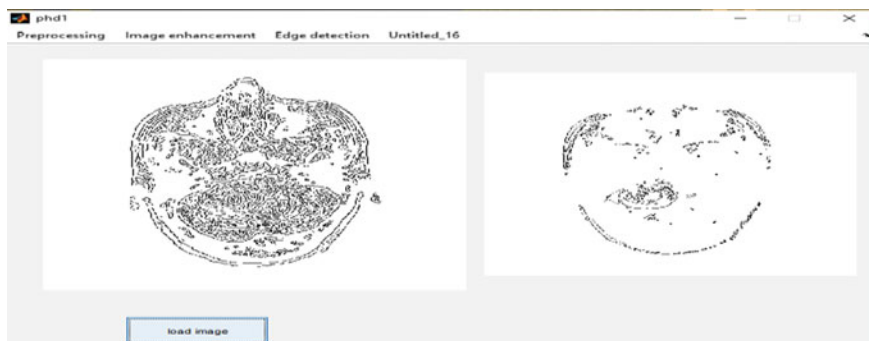 phd1
Preprocessing Image enhancement Edge detection Untitled_16
load image